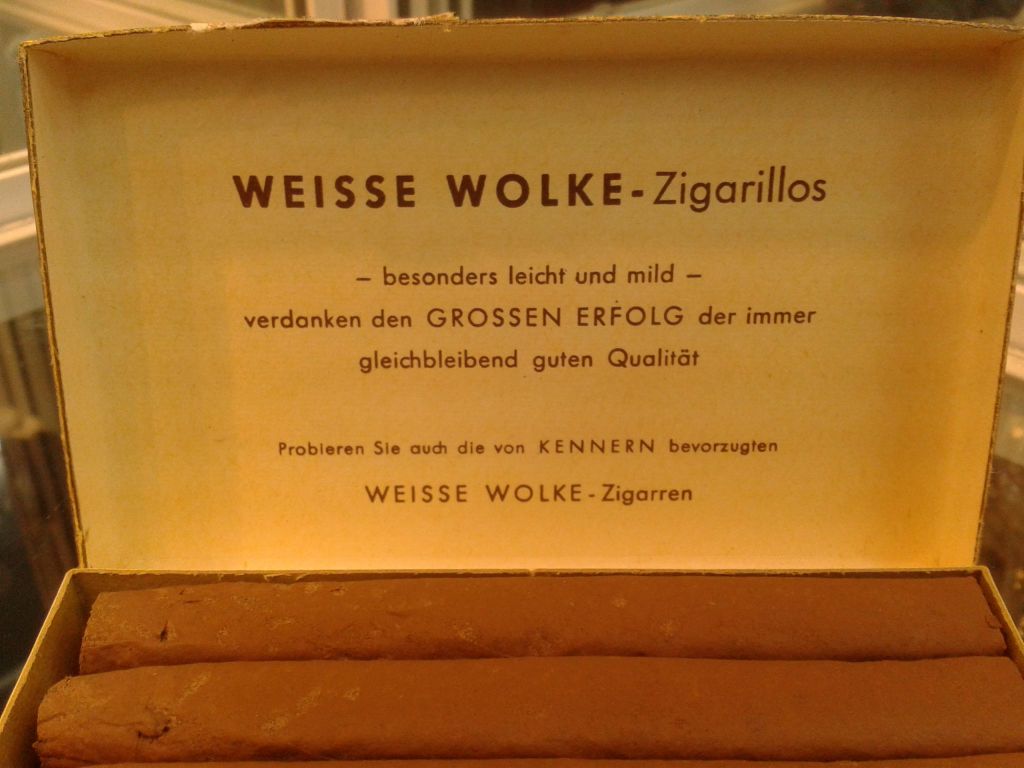 WEISSE WOLKE-Zigarillos
– besonders leicht und mild –
verdanken den GROSSEN ERFOLG der immer
gleichbleibend guten Qualität
Probieren Sie auch die von KENNERN bevorzugten
WEISSE WOLKE-Zigarren